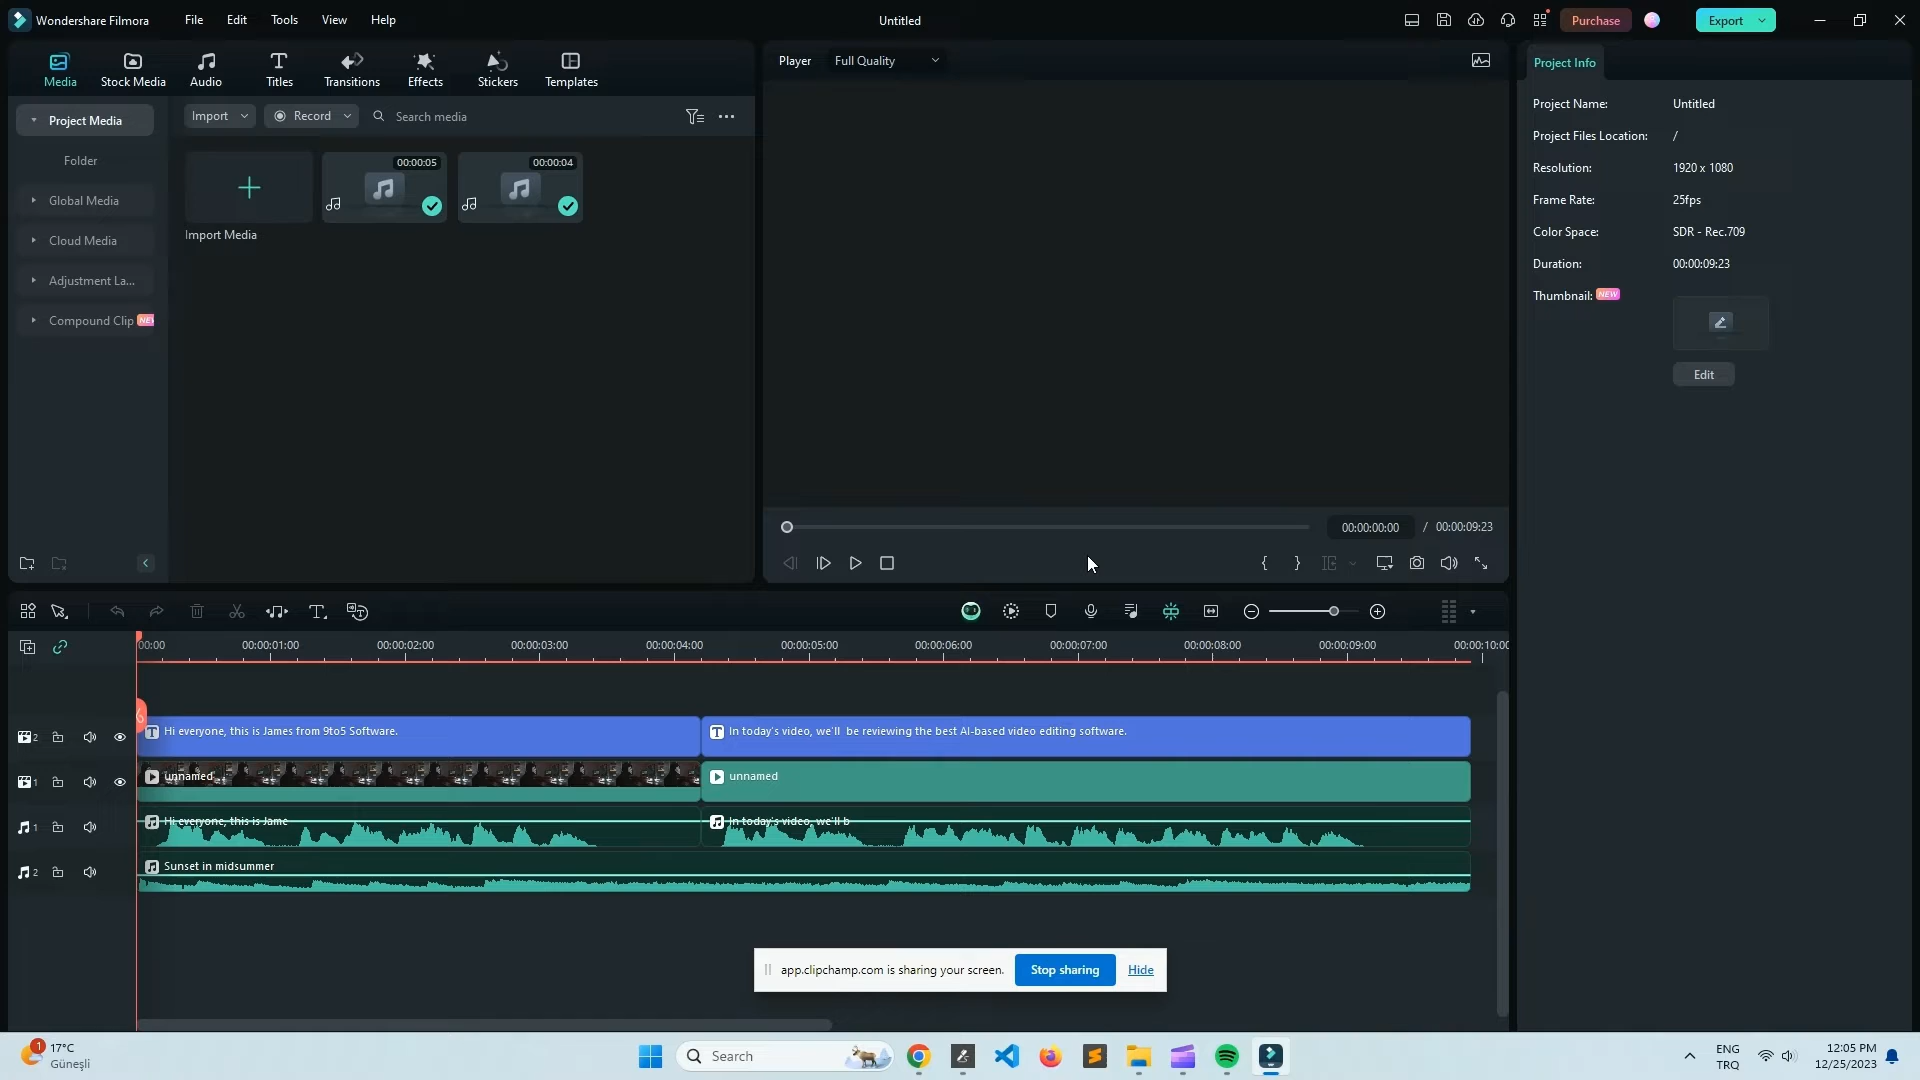 Wondershare Filmora File Edit Tools View Help Untitled Purchase Export
Media Stock Media Audio Titles Transitions Effects Stickers Templates
Player Full Quality
Project Info
Project Media
Import Record Search media
Folder
Global Media
Cloud Media
Adjustment La...
Compound Clip NEW
00:00:05 00:00:04
Import Media
Project Name: Untitled
Project Files Location: /
Resolution: 1920 x 1080
Frame Rate: 25fps
Color Space: SDR - Rec.709
Duration: 00:00:09:23
Thumbnail: NEW
Edit
00:00:00:00 / 00:00:09:23
00:00 00:00:01:00 00:00:02:00 00:00:03:00 00:00:04:00 00:00:05:00 00:00:06:00 00:00:07:00 00:00:08:00 00:00:09:00 00:00:10:00
2 T Hi everyone, this is James from 9to5 Software. T In today's video, we'll be reviewing the best AI-based video editing software.
1 unnamed unnamed
1 Hi everyone, this is Jame In today's video, we'll b
2 Sunset in midsummer
app.clipchamp.com is sharing your screen. Stop sharing Hide
1 17°C
Güneşli
Search
ENG
TRQ
12:05 PM
12/25/2023